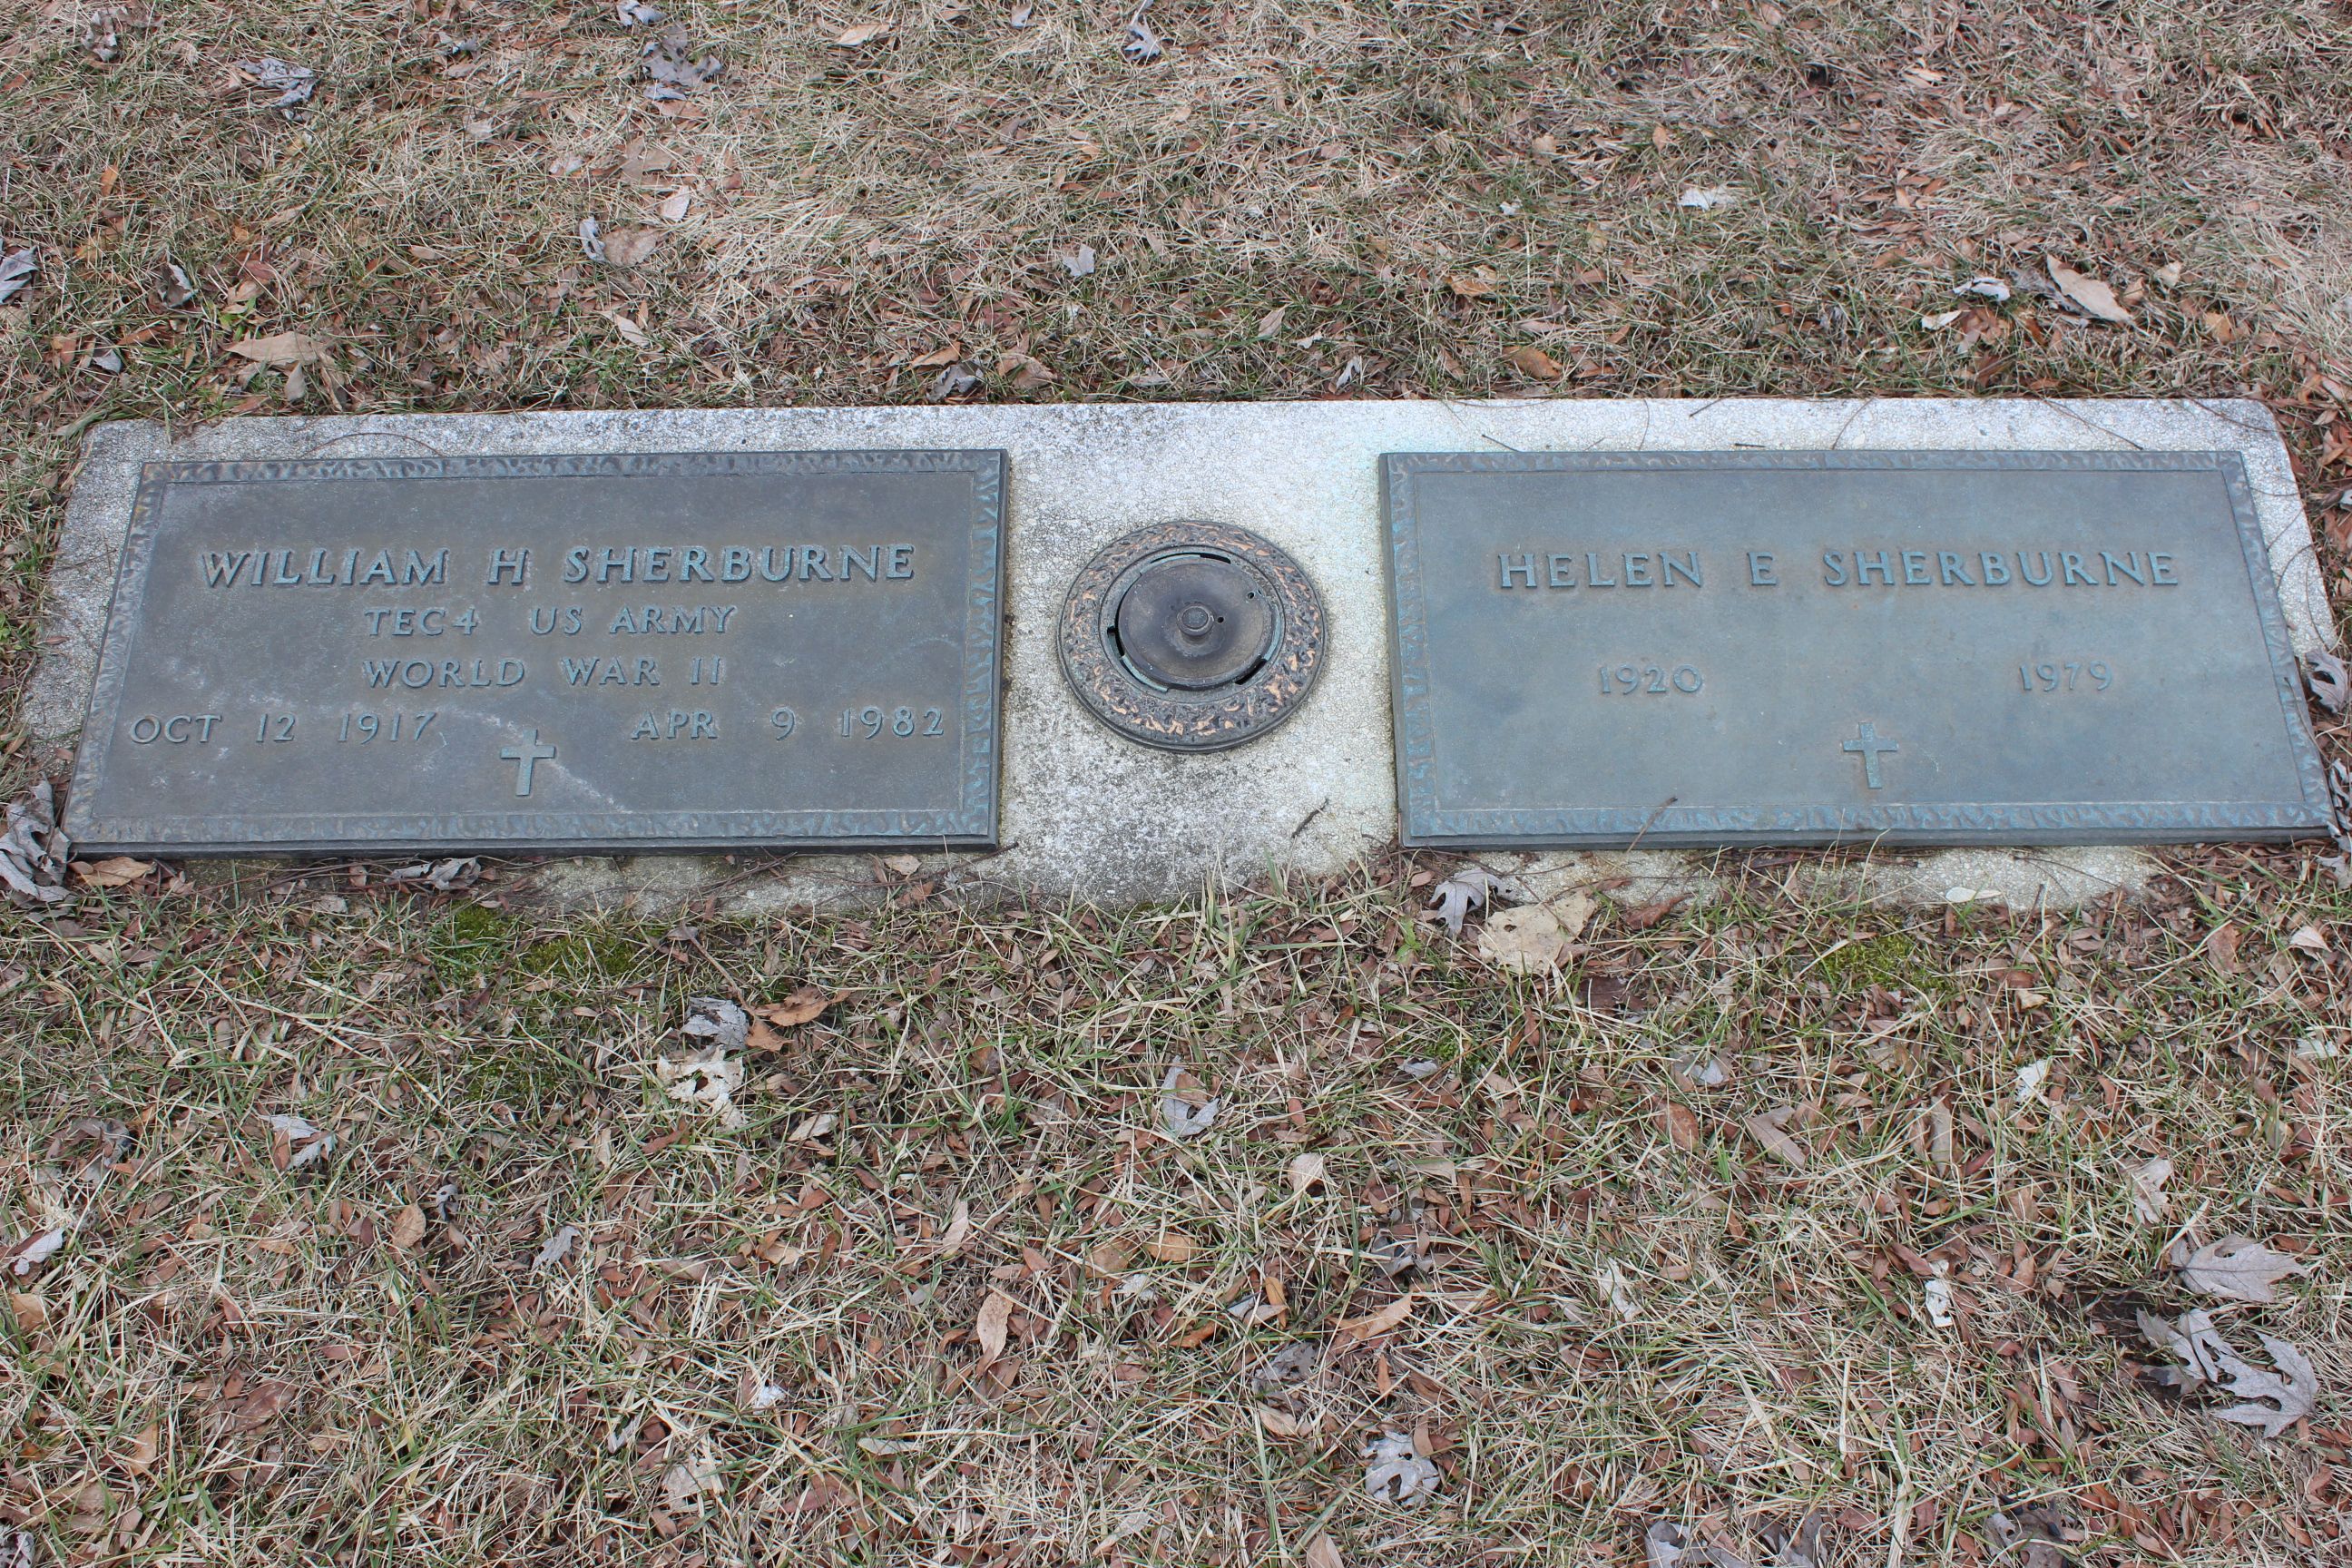 WILLIAM H SHERBURNE
TEC4 US ARMY
WORLD WAR II
OCT 12 1917 APR 9 1982
HELEN E SHERBURNE
1920 1979